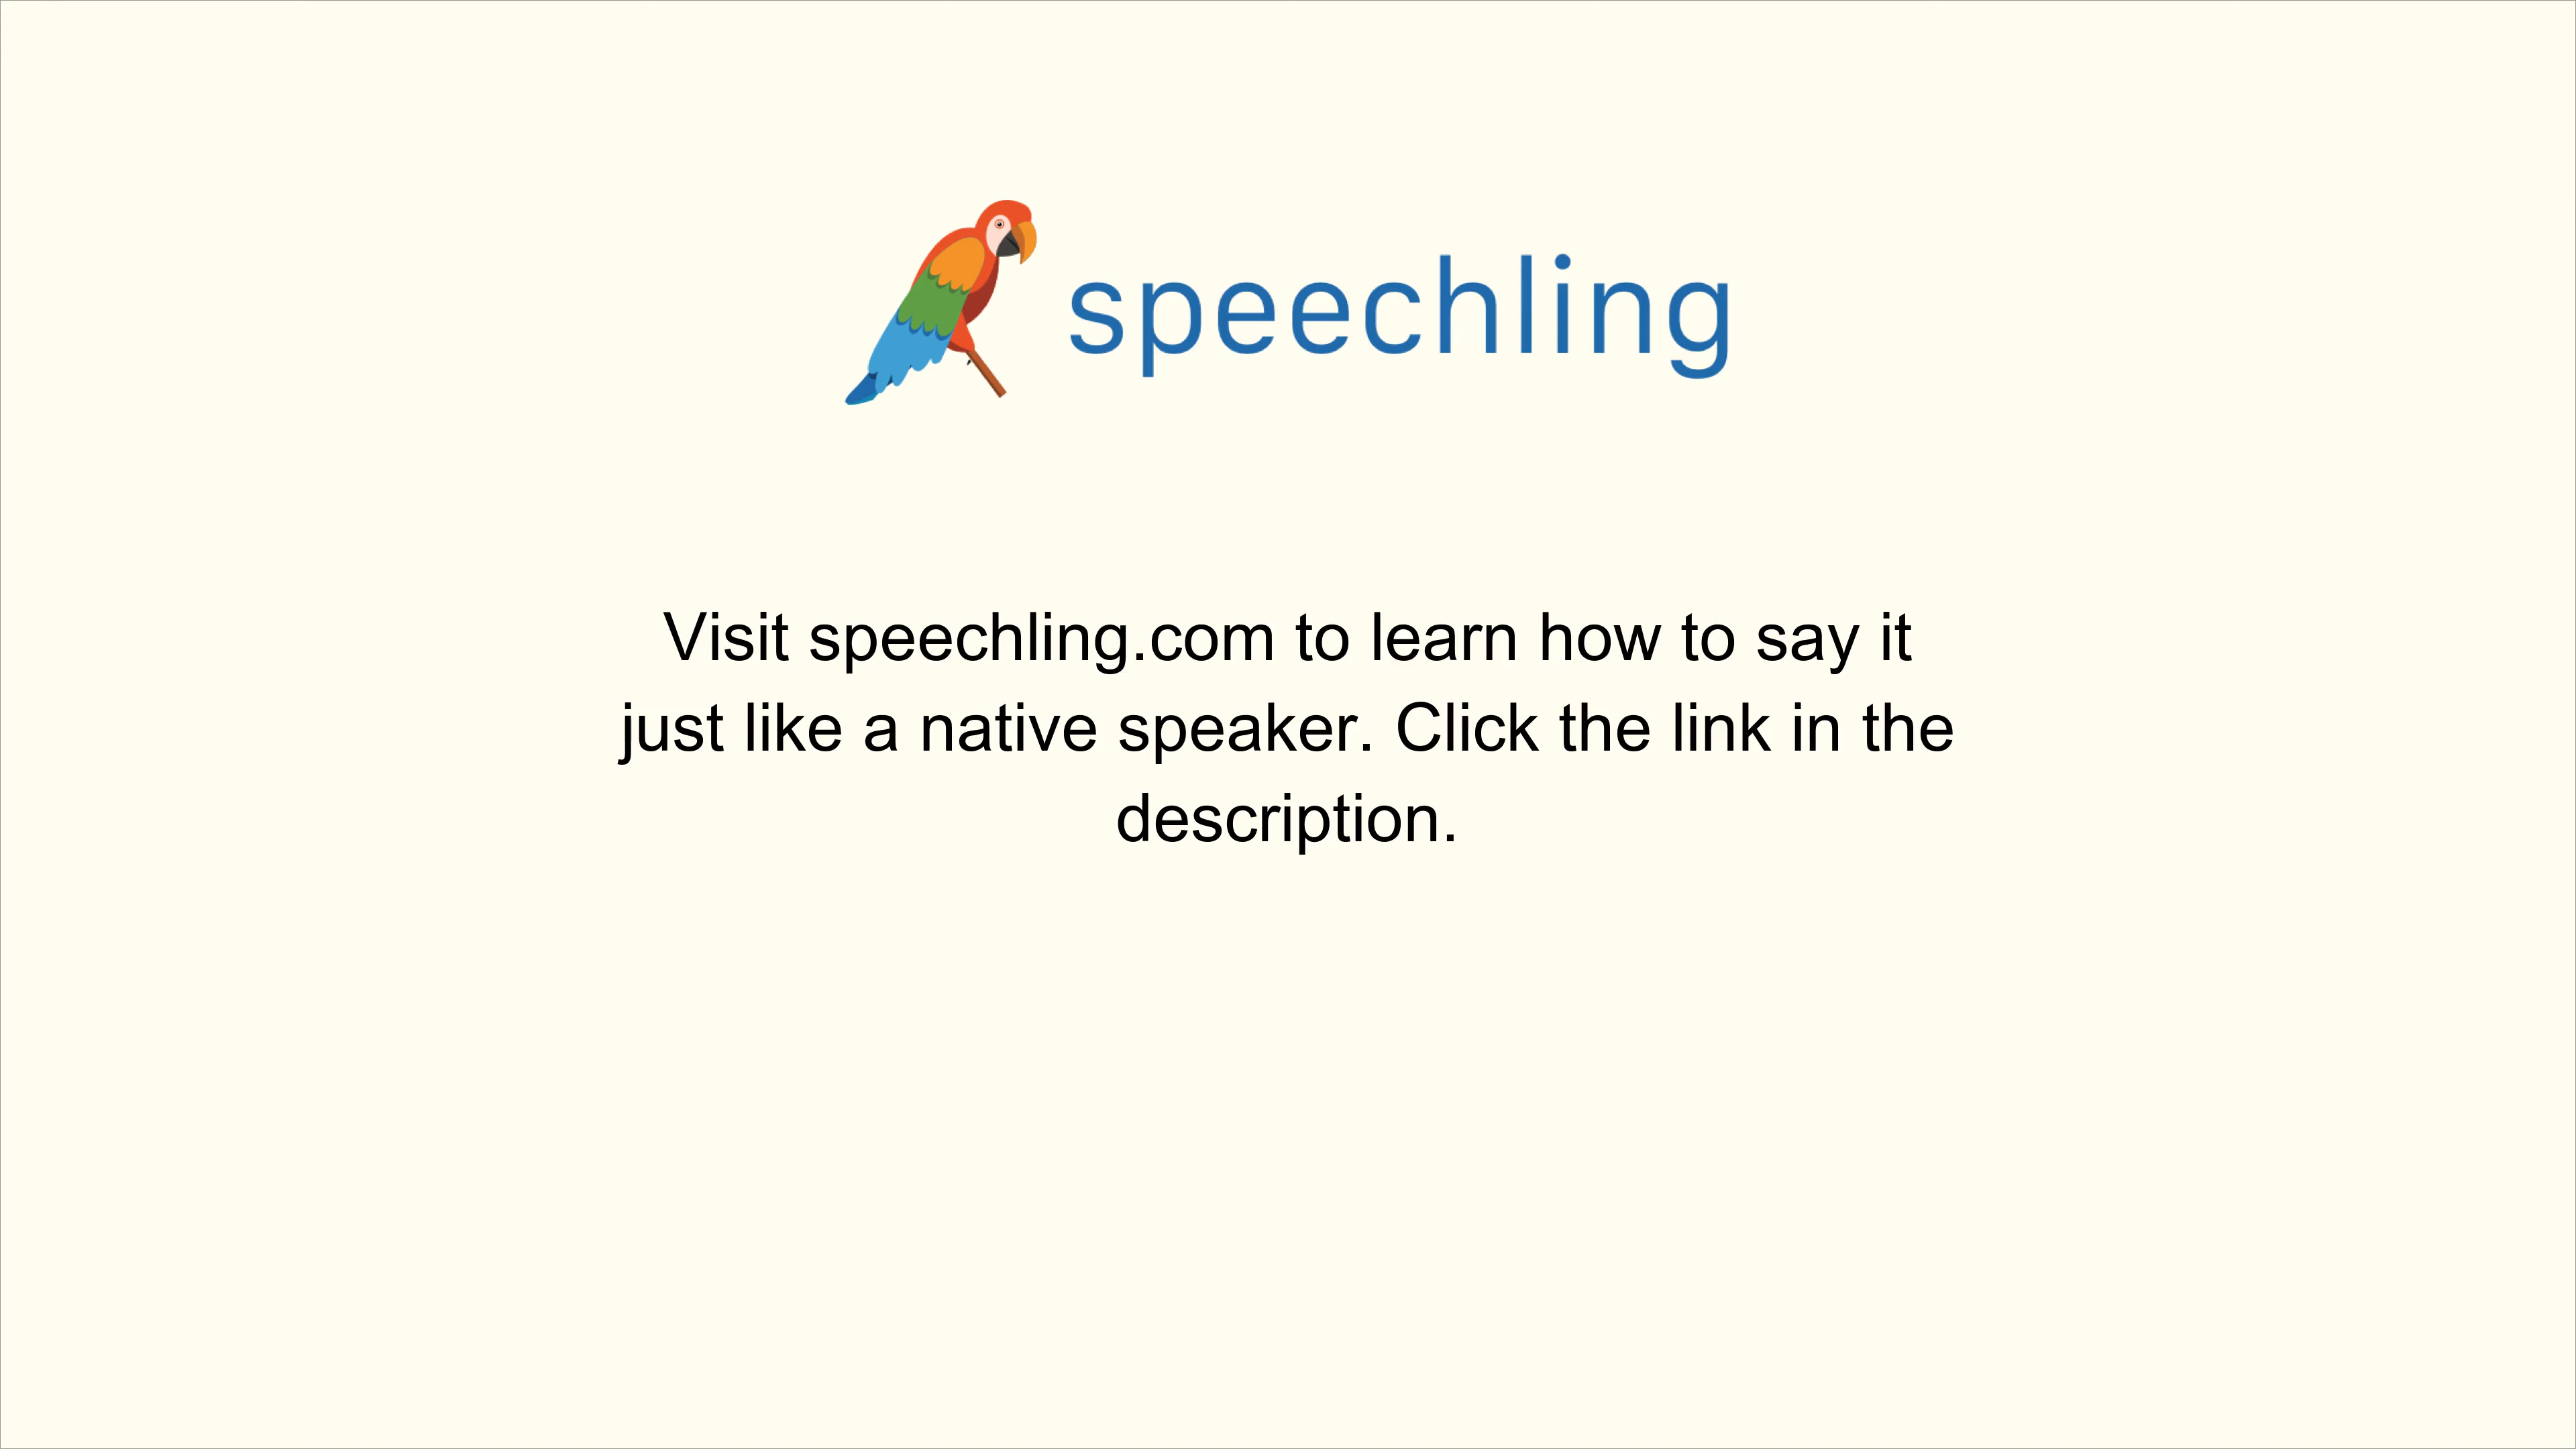 speechling
Visit speechling.com to learn how to say it
just like a native speaker. Click the link in the
description.